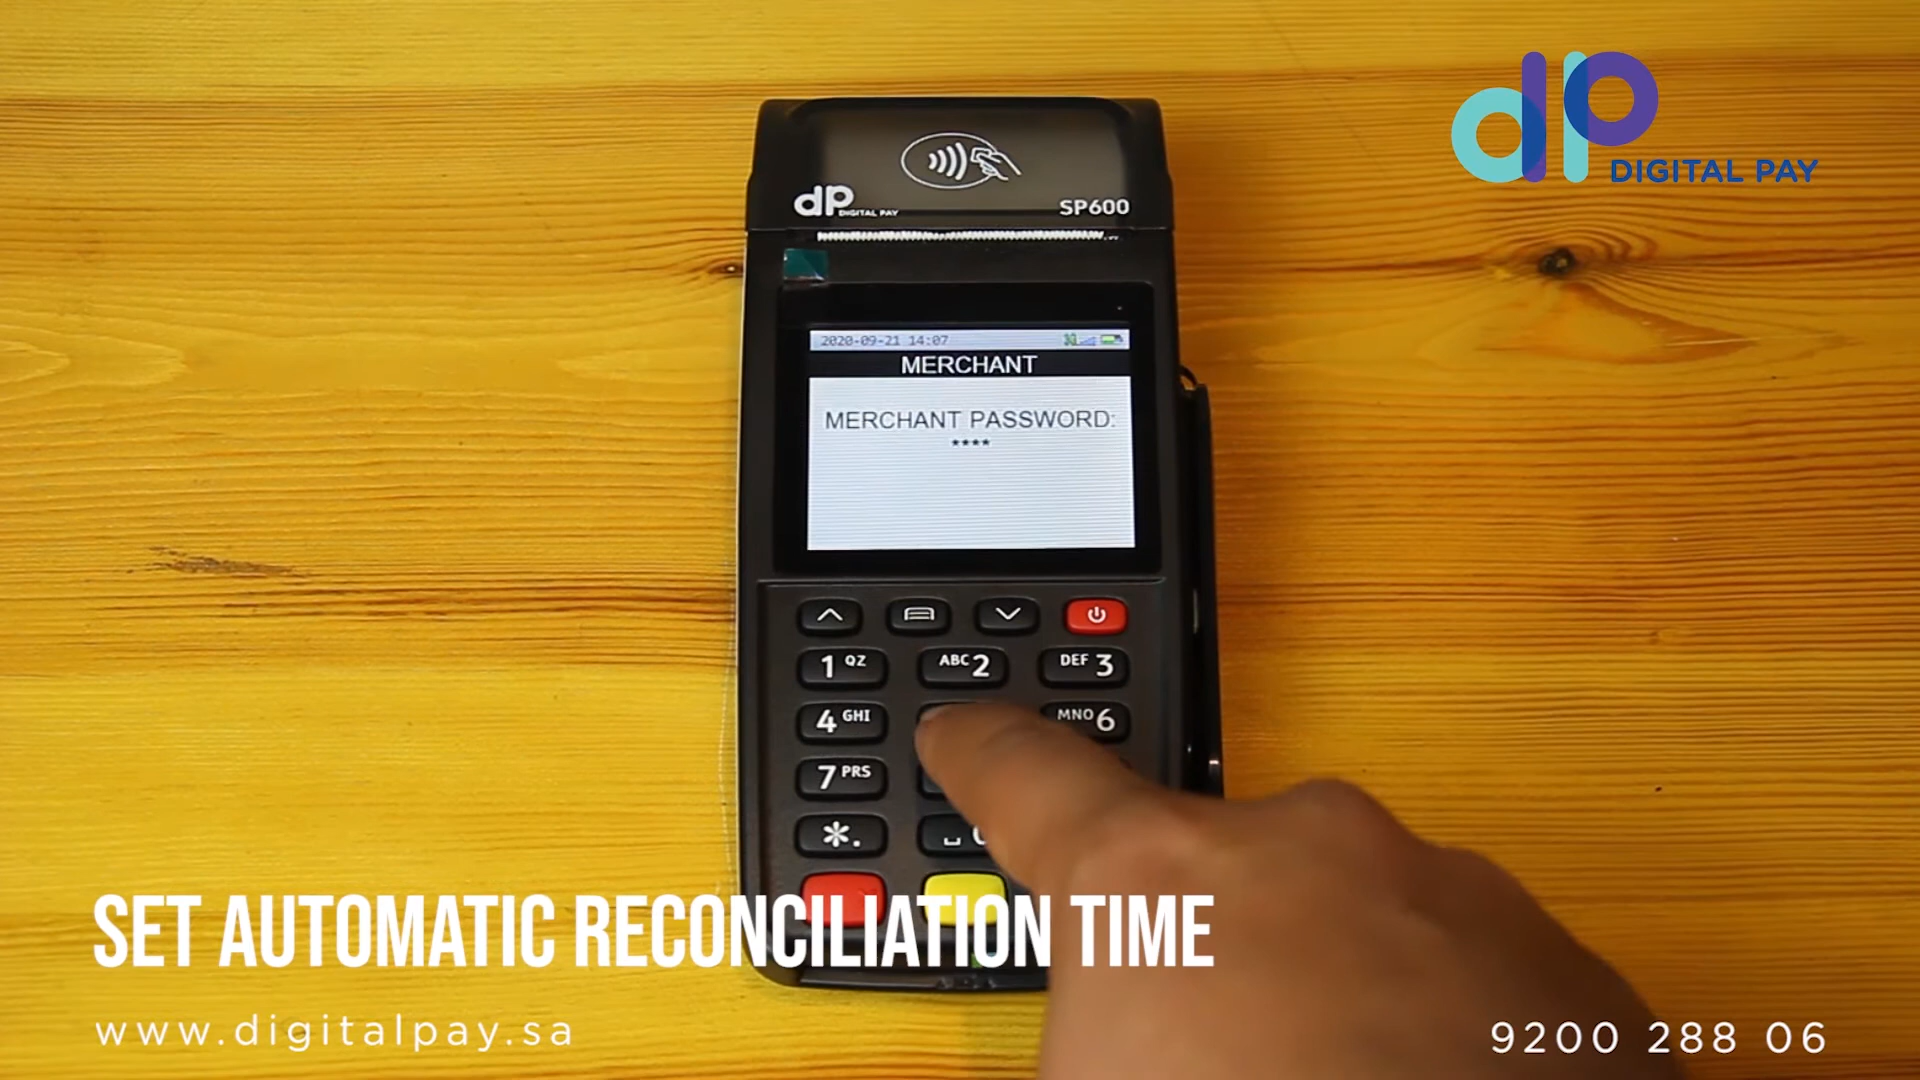 dp
DIGITAL PAY
dp
DIGITAL PAY
SP600
2020-09-21 14:07
MERCHANT
MERCHANT PASSWORD:
****
1 QZ
ABC 2
DEF 3
4 GHI
MNO 6
7 PRS
*.
SET AUTOMATIC RECONCILIATION TIME
www.digitalpay.sa
9200 288 06